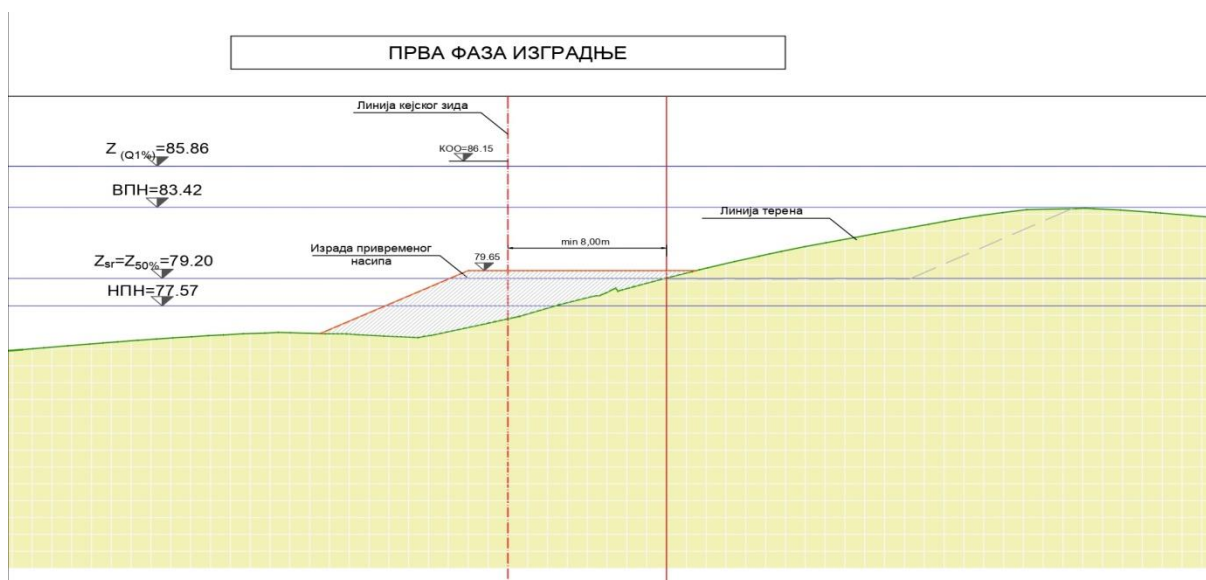 ПРВА ФАЗА ИЗГРАДЊЕ
Линија кејског зида
Z (Q1%)=85.86
КОО=86.15
ВПН=83.42
Линија терена
min 8,00m
Израда привременог
насипа
79.65
Zsr=Z50%=79.20
НПН=77.57